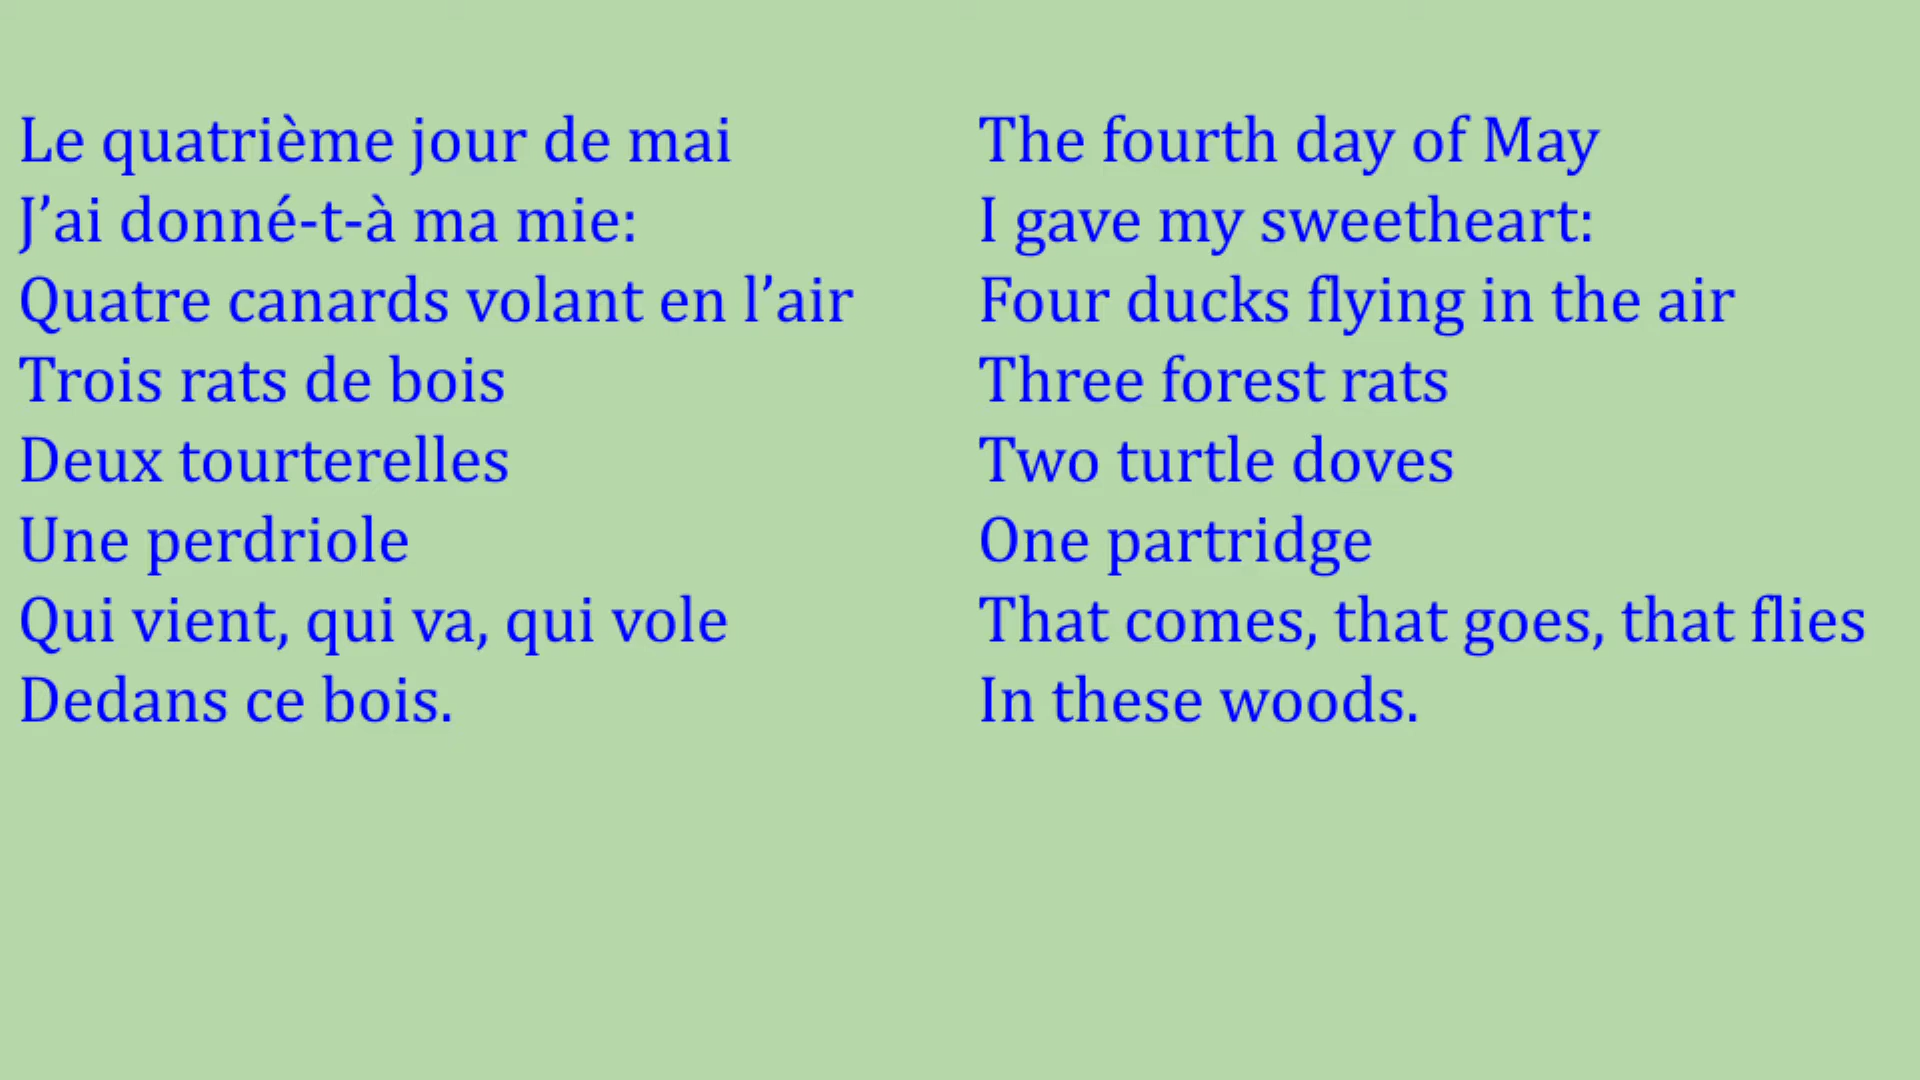 Le quatrième jour de mai
J’ai donné-t-à ma mie:
Quatre canards volant en l’air
Trois rats de bois
Deux tourterelles
Une perdriole
Qui vient, qui va, qui vole
Dedans ce bois.
The fourth day of May
I gave my sweetheart:
Four ducks flying in the air
Three forest rats
Two turtle doves
One partridge
That comes, that goes, that flies
In these woods.